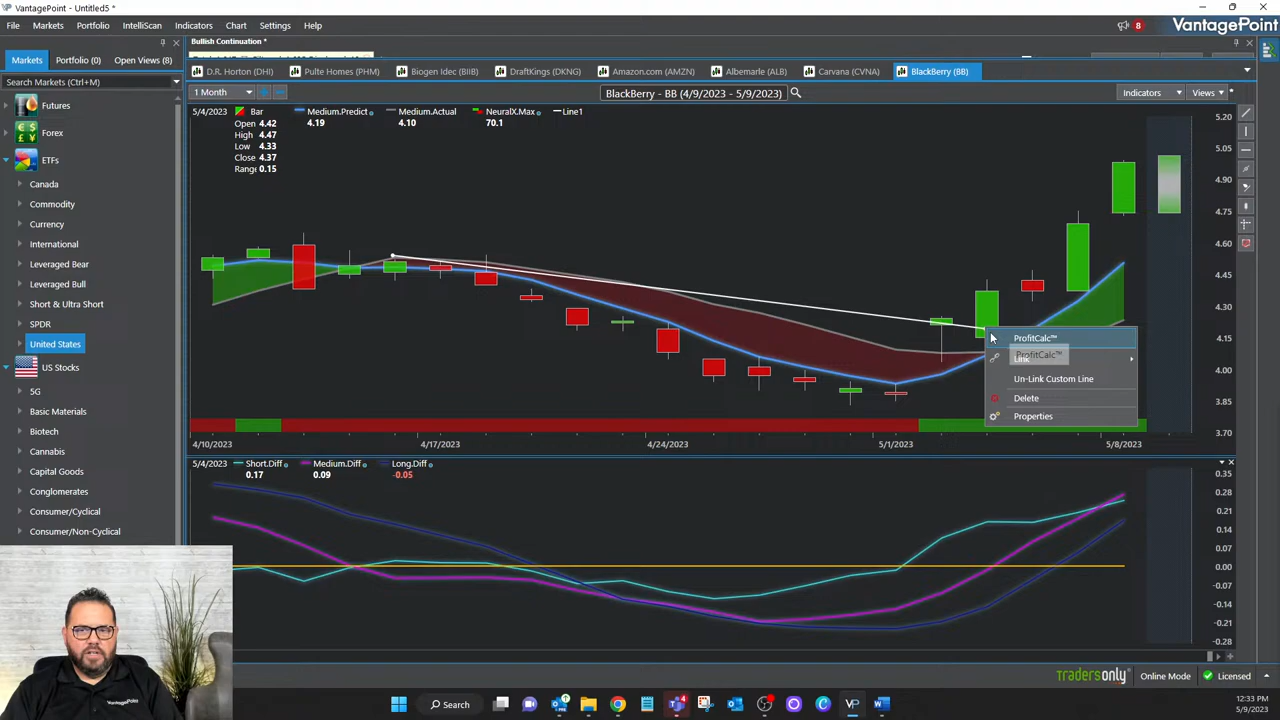 VantagePoint - Untitled5 *
File Markets Portfolio IntelliScan Indicators Chart Settings Help
8 VantagePoint
Bullish Continuation *
Markets Portfolio (0) Open Views (8)
D.R. Horton (DHI) Pulte Homes (PHM) Biogen Idec (BIIB) DraftKings (DKNG) Amazon.com (AMZN) Albemarle (ALB) Carvana (CVNA) BlackBerry (BB)
Search Markets (Ctrl+M)
1 Month BlackBerry - BB (4/9/2023 - 5/9/2023) Indicators Views
Futures
Forex
ETFs
Canada
Commodity
Currency
International
Leveraged Bear
Leveraged Bull
Short & Ultra Short
SPDR
United States
US Stocks
5G
Basic Materials
Biotech
Cannabis
Capital Goods
Conglomerates
Consumer/Cyclical
Consumer/Non-Cyclical
5/4/2023 Bar Medium.Predict Medium.Actual NeuralX.Max Line1
Open 4.42 4.19 4.10 70.1
High 4.47
Low 4.33
Close 4.37
Range 0.15
5.20
5.05
4.90
4.75
4.60
4.45
4.30
4.15
4.00
3.85
3.70
ProfitCalc™
ProfitCalc™
Link
Un-Link Custom Line
Delete
Properties
4/10/2023 4/17/2023 4/24/2023 5/1/2023 5/8/2023
5/4/2023 Short.Diff Medium.Diff Long.Diff
0.17 0.09 -0.05
0.35
0.28
0.21
0.14
0.07
0.00
-0.07
-0.14
-0.21
-0.28
VantagePoint
tradersonly Online Mode Licensed
Search
4
VP
W
12:33 PM
5/9/2023